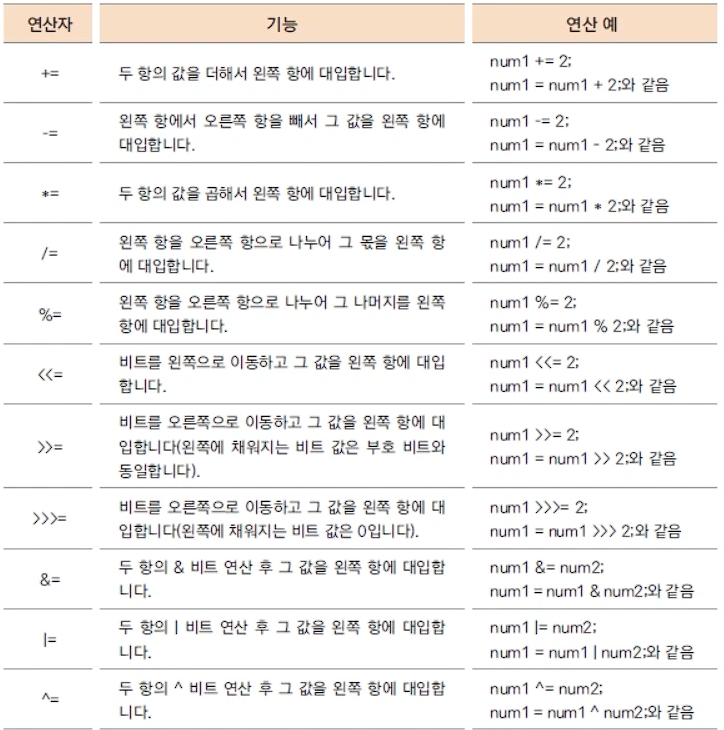 연산자 기능 연산 예
+= 두 항의 값을 더해서 왼쪽 항에 대입합니다. num1 += 2;
num1 = num1 + 2;와 같음
-= 왼쪽 항에서 오른쪽 항을 빼서 그 값을 왼쪽 항에
대입합니다.
num1 -= 2;
num1 = num1 - 2;와 같음
*= 두 항의 값을 곱해서 왼쪽 항에 대입합니다. num1 *= 2;
num1 = num1 * 2;와 같음
/= 왼쪽 항을 오른쪽 항으로 나누어 그 몫을 왼쪽 항
에 대입합니다.
num1 /= 2;
num1 = num1 / 2;와 같음
%= 왼쪽 항을 오른쪽 항으로 나누어 그 나머지를 왼쪽
항에 대입합니다.
num1 %= 2;
num1 = num1 % 2;와 같음
<<= 비트를 왼쪽으로 이동하고 그 값을 왼쪽 항에 대입
합니다.
num1 <<= 2;
num1 = num1 << 2;와 같음
>>= 비트를 오른쪽으로 이동하고 그 값을 왼쪽 항에 대
입합니다(왼쪽에 채워지는 비트 값은 부호 비트와
동일합니다).
num1 >>= 2;
num1 = num1 >> 2;와 같음
>>>= 비트를 오른쪽으로 이동하고 그 값을 왼쪽 항에 대
입합니다(왼쪽에 채워지는 비트 값은 0입니다).
num1 >>>= 2;
num1 = num1 >>> 2;와 같음
&= 두 항의 & 비트 연산 후 그 값을 왼쪽 항에 대입합
니다.
num1 &= num2;
num1 = num1 & num2;와 같음
|= 두 항의 | 비트 연산 후 그 값을 왼쪽 항에 대입합
니다.
num1 |= num2;
num1 = num1 | num2;와 같음
^= 두 항의 ^ 비트 연산 후 그 값을 왼쪽 항에 대입합
니다.
num1 ^= num2;
num1 = num1 ^ num2;와 같음